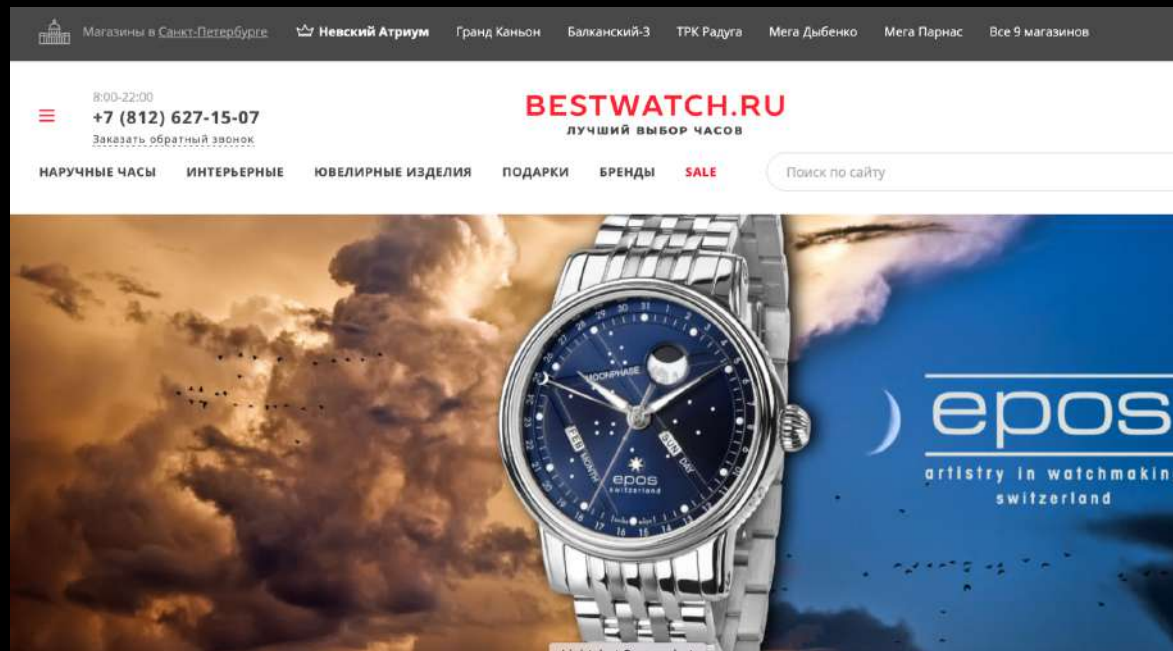 Магазины в Санкт-Петербурге Невский Атриум Гранд Каньон Балканский-3 ТРК Радуга Мега Дыбенко Мега Парнас Все 9 магазинов
8:00-22:00
+7 (812) 627-15-07
Заказать обратный звонок
BESTWATCH.RU
ЛУЧШИЙ ВЫБОР ЧАСОВ
НАРУЧНЫЕ ЧАСЫ ИНТЕРЬЕРНЫЕ ЮВЕЛИРНЫЕ ИЗДЕЛИЯ ПОДАРКИ БРЕНДЫ SALE Поиск по сайту
MOONPHASE
FEB MONTH
SUN DAY
epos
switzerland
epos
artistry in watchmakin
switzerland